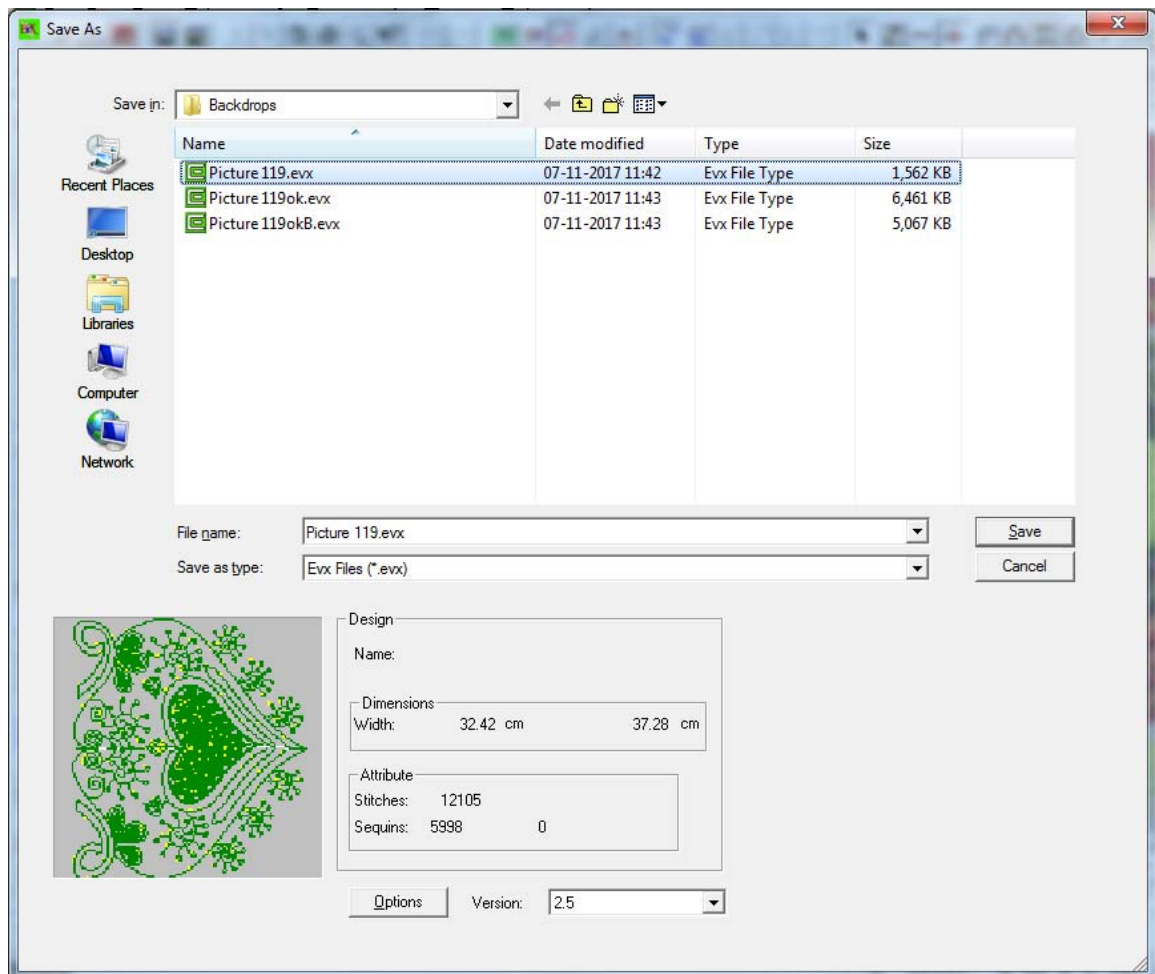 Save As
Save in: Backdrops
Name Date modified Type Size
Picture 119.evx 07-11-2017 11:42 Evx File Type 1,562 KB
Picture 119ok.evx 07-11-2017 11:43 Evx File Type 6,461 KB
Picture 119okB.evx 07-11-2017 11:43 Evx File Type 5,067 KB
Recent Places
Desktop
Libraries
Computer
Network
File name: Picture 119.evx Save
Save as type: Evx Files (*.evx) Cancel
Design
Name:
Dimensions
Width: 32.42 cm 37.28 cm
Attribute
Stitches: 12105
Sequins: 5998 0
Options Version: 2.5